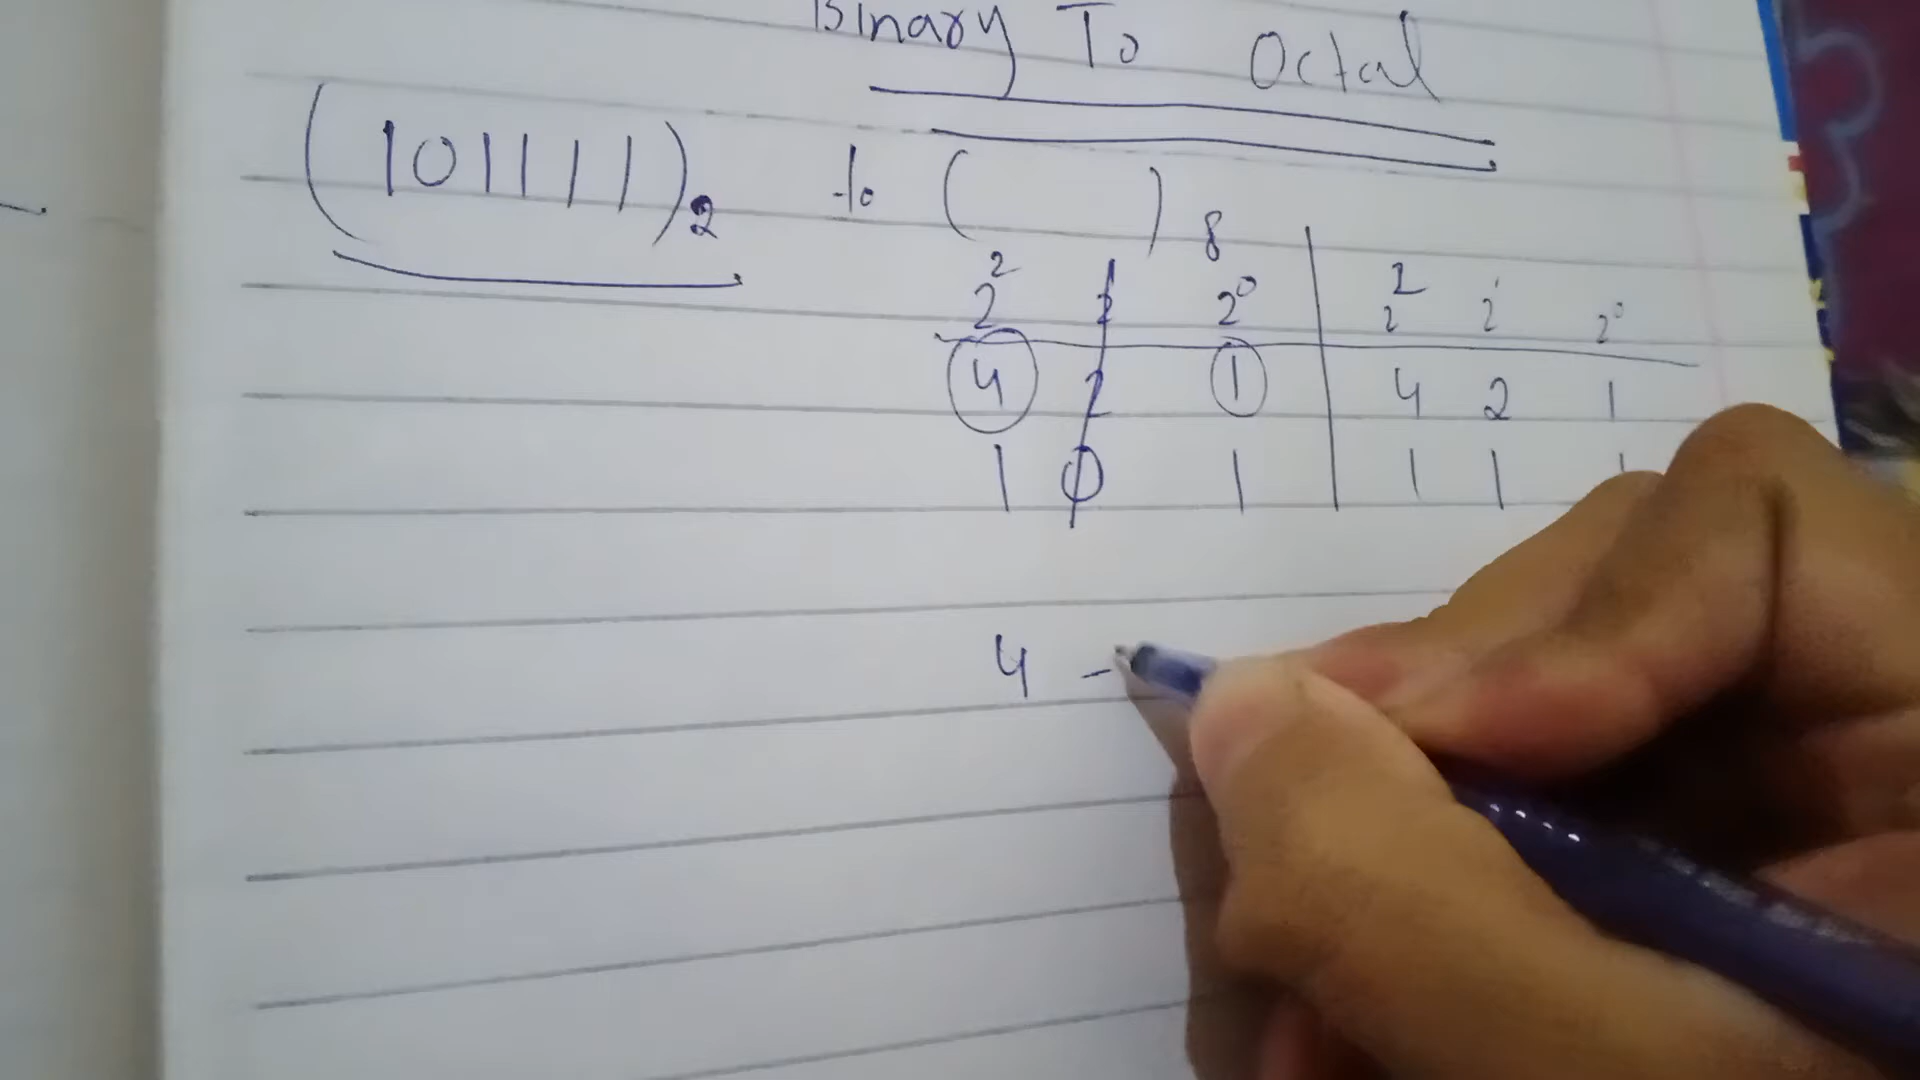 Binary To Octal
(101111)2 to ( )8
2² 2 2⁰ 2² 2¹ 2⁰
4 2 1 4 2 1
1 0 1 1 1 1
4 -